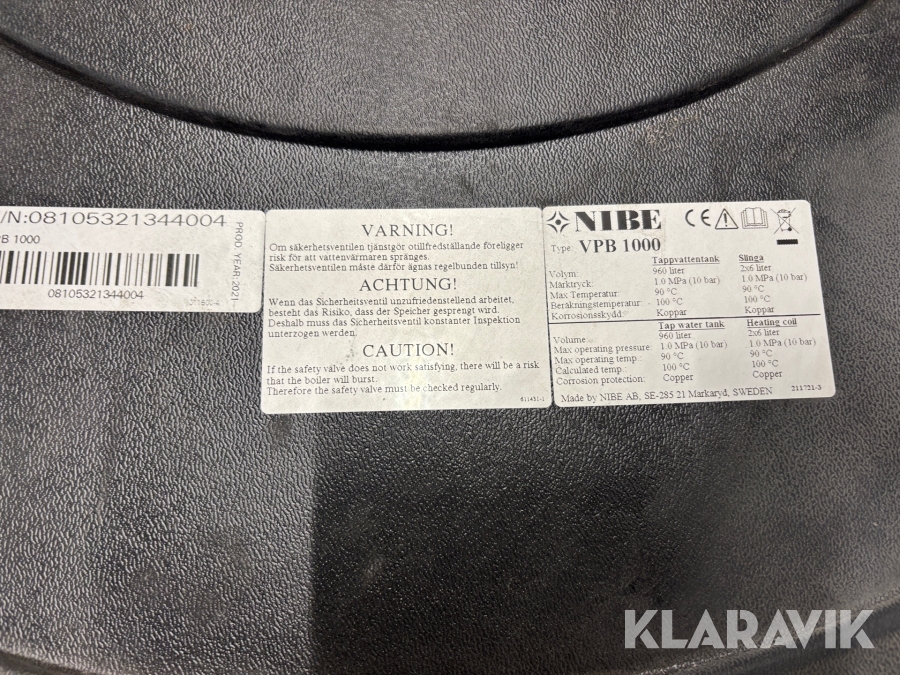 /N:08105321344004
PB 1000
08105321344004
PROD. YEAR:2021
VARNING!
Om säkerhetsventilen tjänstgör otillfredställande föreligger
risk för att vattenvärmaren sprängs.
Säkerhetsventilen måste därför ägnas regelbunden tillsyn!
ACHTUNG!
Wenn das Sicherheitsventil unzufriedenstellend arbeitet,
besteht das Risiko, dass der Speicher gesprengt wird.
Deshalb muss das Sicherheitsventil konstanter Inspektion
unterzogen werden.
CAUTION!
If the safety valve does not work satisfying, there will be a risk
that the boiler will burst.
Therefore the safety valve must be checked regularly.
611451-1
NIBE CE
Type: VPB 1000
Tappvattentank Slinga
Volym: 960 liter 2x6 liter
Märktryck: 1.0 MPa (10 bar) 1.0 MPa (10 bar)
Max Temperatur: 90 °C 90 °C
Beräkningstemperatur: 100 °C 100 °C
Korrosionsskydd: Koppar Koppar
Tap water tank Heating coil
Volume 960 liter 2x6 liter
Max operating pressure: 1.0 MPa (10 bar) 1.0 MPa (10 bar)
Max operating temp.: 90 °C 90 °C
Calculated temp.: 100 °C 100 °C
Corrosion protection: Copper Copper
Made by NIBE AB, SE-285 21 Markaryd, SWEDEN 211721-3
KLARAVIK